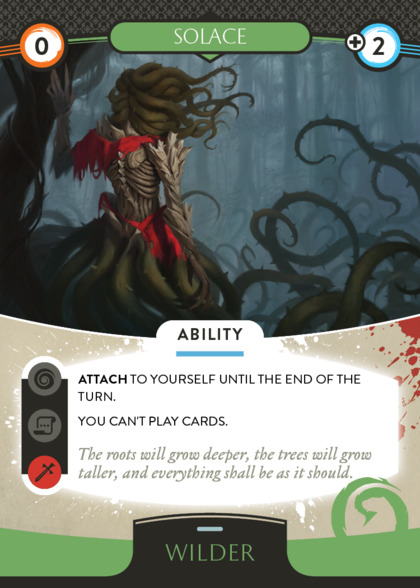 SOLACE
0
+2
ABILITY
ATTACH TO YOURSELF UNTIL THE END OF THE
TURN.
YOU CAN'T PLAY CARDS.
The roots will grow deeper, the trees will grow
taller, and everything shall be as it should.
WILDER